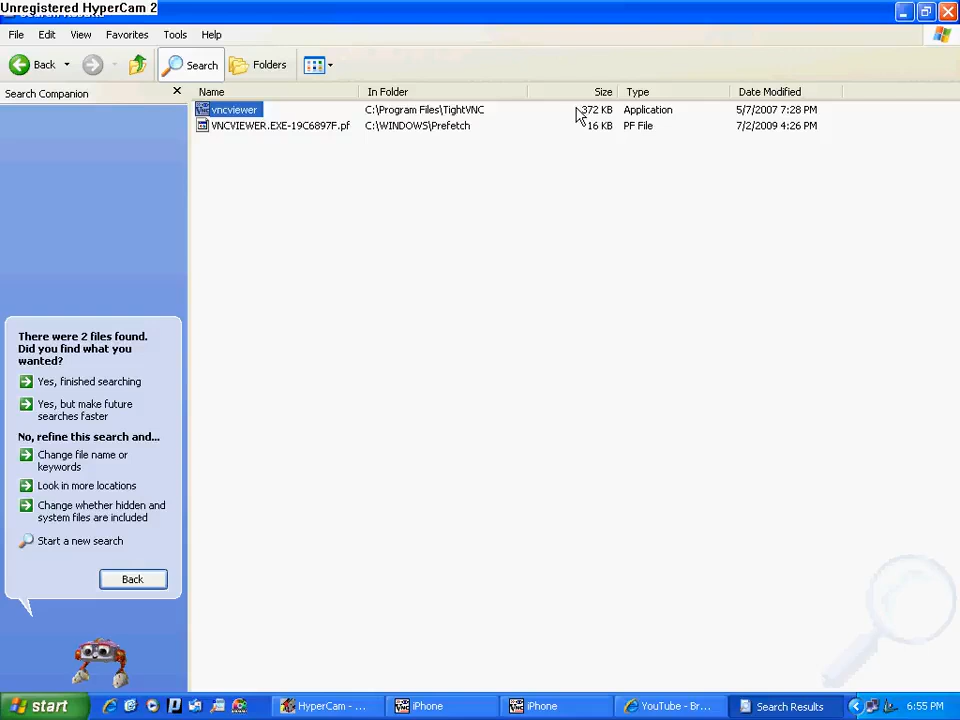 Unregistered HyperCam 2
File Edit View Favorites Tools Help
Back Search Folders
Search Companion
Name In Folder Size Type Date Modified
vncviewer C:\Program Files\TightVNC 372 KB Application 5/7/2007 7:28 PM
VNCVIEWER.EXE-19C6897F.pf C:\WINDOWS\Prefetch 16 KB PF File 7/2/2009 4:26 PM
There were 2 files found.
Did you find what you
wanted?
Yes, finished searching
Yes, but make future
searches faster
No, refine this search and...
Change file name or
keywords
Look in more locations
Change whether hidden and
system files are included
Start a new search
Back
start HyperCam - ... iPhone iPhone YouTube - Br... Search Results 6:55 PM